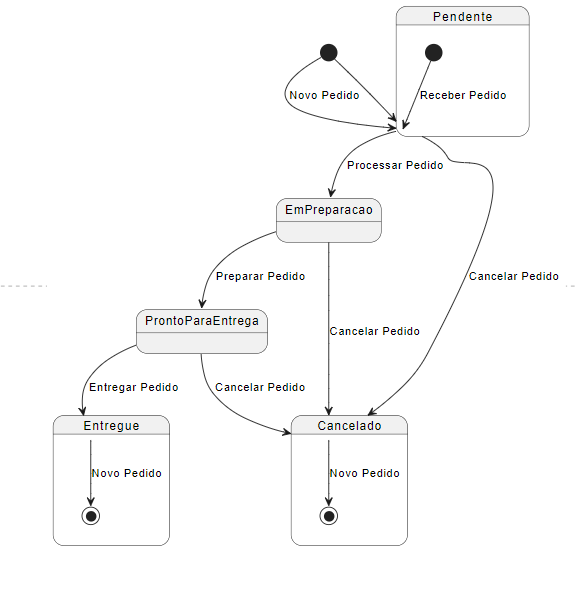 Pendente
Novo Pedido
Receber Pedido
Processar Pedido
EmPreparacao
Preparar Pedido
Cancelar Pedido
ProntoParaEntrega
Cancelar Pedido
Entregar Pedido
Cancelar Pedido
Entregue
Cancelado
Novo Pedido
Novo Pedido